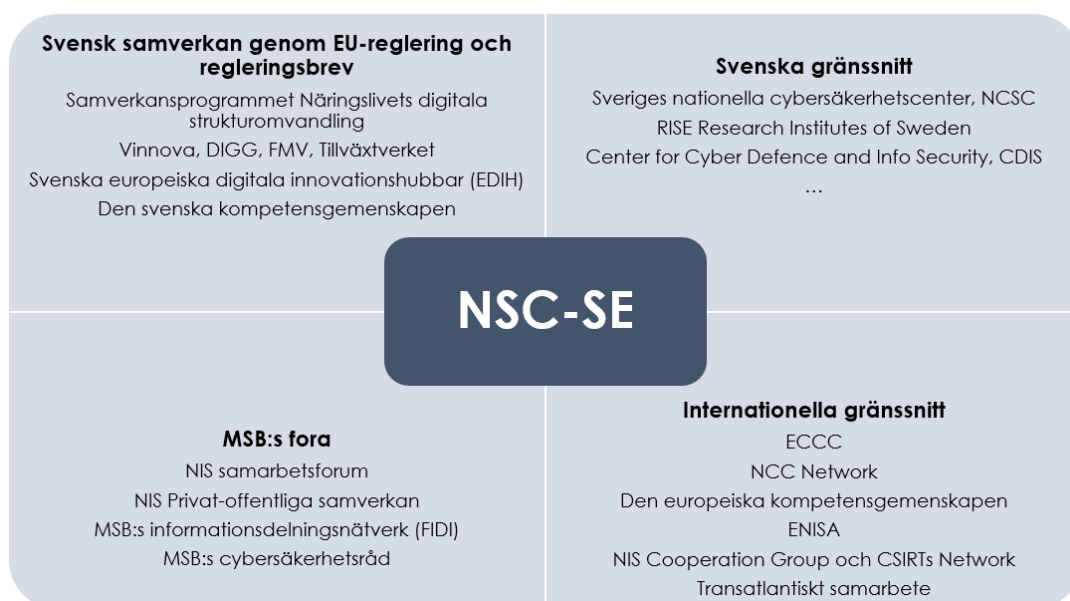 Svensk samverkan genom EU-reglering och
regleringsbrev
Samverkansprogrammet Näringslivets digitala
strukturomvandling
Vinnova, DIGG, FMV, Tillväxtverket
Svenska europeiska digitala innovationshubbar (EDIH)
Den svenska kompetensgemenskapen
Svenska gränssnitt
Sveriges nationella cybersäkerhetscenter, NCSC
RISE Research Institutes of Sweden
Center for Cyber Defence and Info Security, CDIS
…
NSC-SE
MSB:s fora
NIS samarbetsforum
NIS Privat-offentliga samverkan
MSB:s informationsdelningsnätverk (FIDI)
MSB:s cybersäkerhetsråd
Internationella gränssnitt
ECCC
NCC Network
Den europeiska kompetensgemenskapen
ENISA
NIS Cooperation Group och CSIRTs Network
Transatlantiskt samarbete